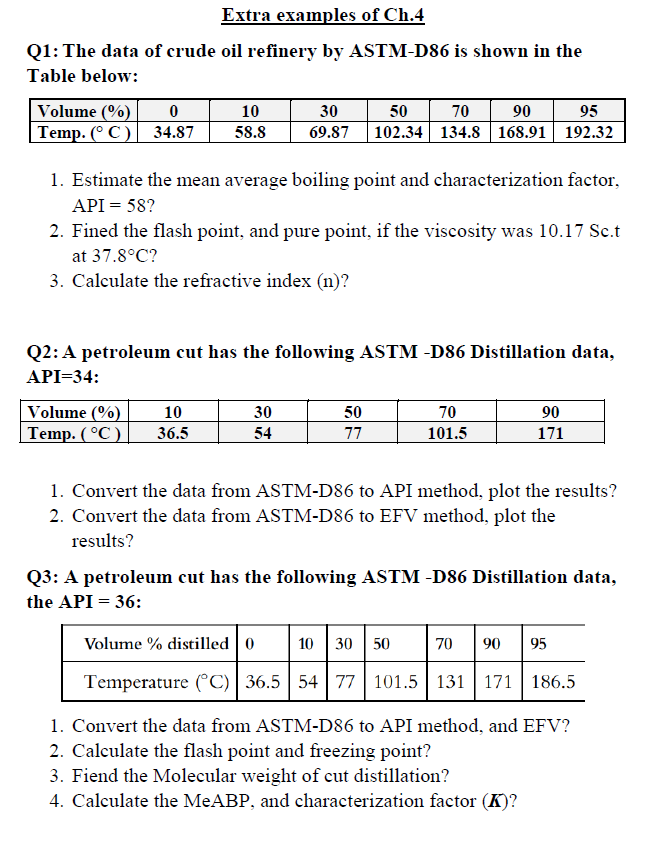 Extra examples of Ch.4
Q1: The data of crude oil refinery by ASTM-D86 is shown in the
Table below:
Volume (%) 0 10 30 50 70 90 95
Temp. (° C ) 34.87 58.8 69.87 102.34 134.8 168.91 192.32
1. Estimate the mean average boiling point and characterization factor,
API = 58?
2. Fined the flash point, and pure point, if the viscosity was 10.17 Sc.t
at 37.8°C?
3. Calculate the refractive index (n)?
Q2: A petroleum cut has the following ASTM -D86 Distillation data,
API=34:
Volume (%) 10 30 50 70 90
Temp. ( °C ) 36.5 54 77 101.5 171
1. Convert the data from ASTM-D86 to API method, plot the results?
2. Convert the data from ASTM-D86 to EFV method, plot the
results?
Q3: A petroleum cut has the following ASTM -D86 Distillation data,
the API = 36:
Volume % distilled 0 10 30 50 70 90 95
Temperature (°C) 36.5 54 77 101.5 131 171 186.5
1. Convert the data from ASTM-D86 to API method, and EFV?
2. Calculate the flash point and freezing point?
3. Fiend the Molecular weight of cut distillation?
4. Calculate the MeABP, and characterization factor (K)?